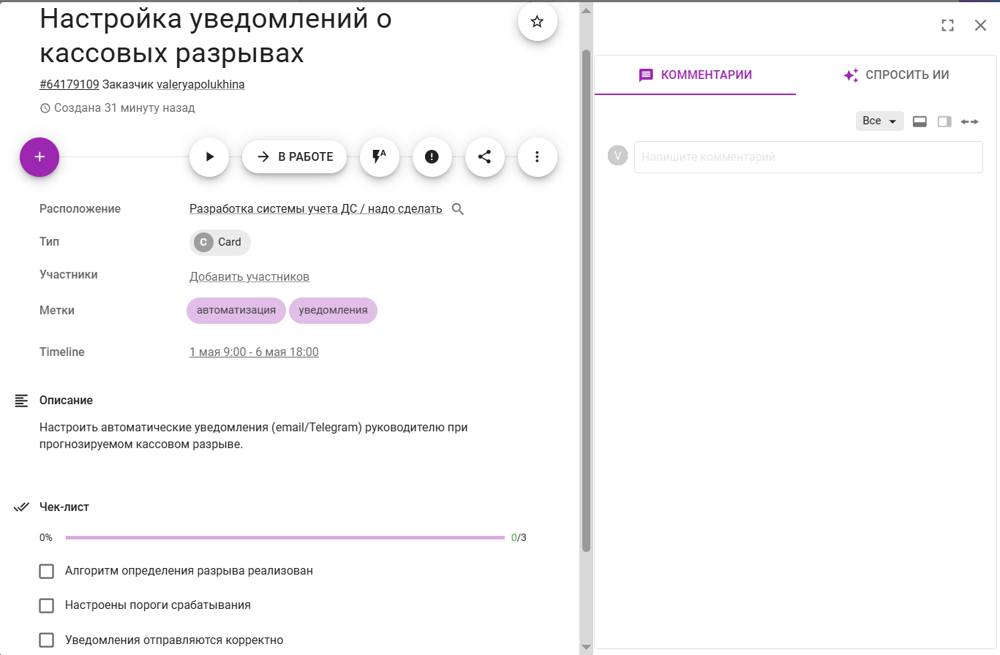 Настройка уведомлений о
кассовых разрывах
#64179109 Заказчик valeryapolukhina
Создана 31 минуту назад
+
В РАБОТЕ
A
Расположение
Разработка системы учета ДС / надо сделать
Тип
C Card
Участники
Добавить участников
Метки
автоматизация уведомления
Timeline
1 мая 9:00 - 6 мая 18:00
Описание
Настроить автоматические уведомления (email/Telegram) руководителю при
прогнозируемом кассовом разрыве.
Чек-лист
0% 0/3
Алгоритм определения разрыва реализован
Настроены пороги срабатывания
Уведомления отправляются корректно
КОММЕНТАРИИ
СПРОСИТЬ ИИ
Все
V
Напишите комментарий